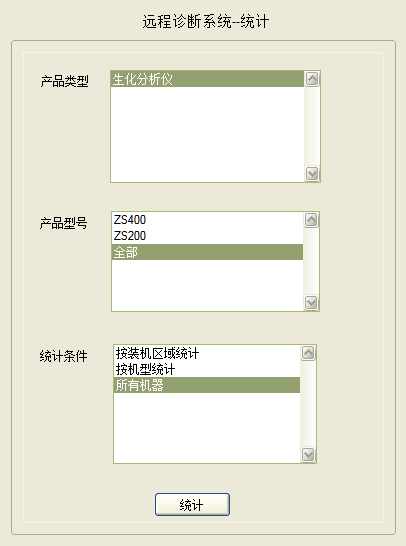 远程诊断系统--统计
产品类型
生化分析仪
产品型号
ZS400
ZS200
全部
统计条件
按装机区域统计
按机型统计
所有机器
统计